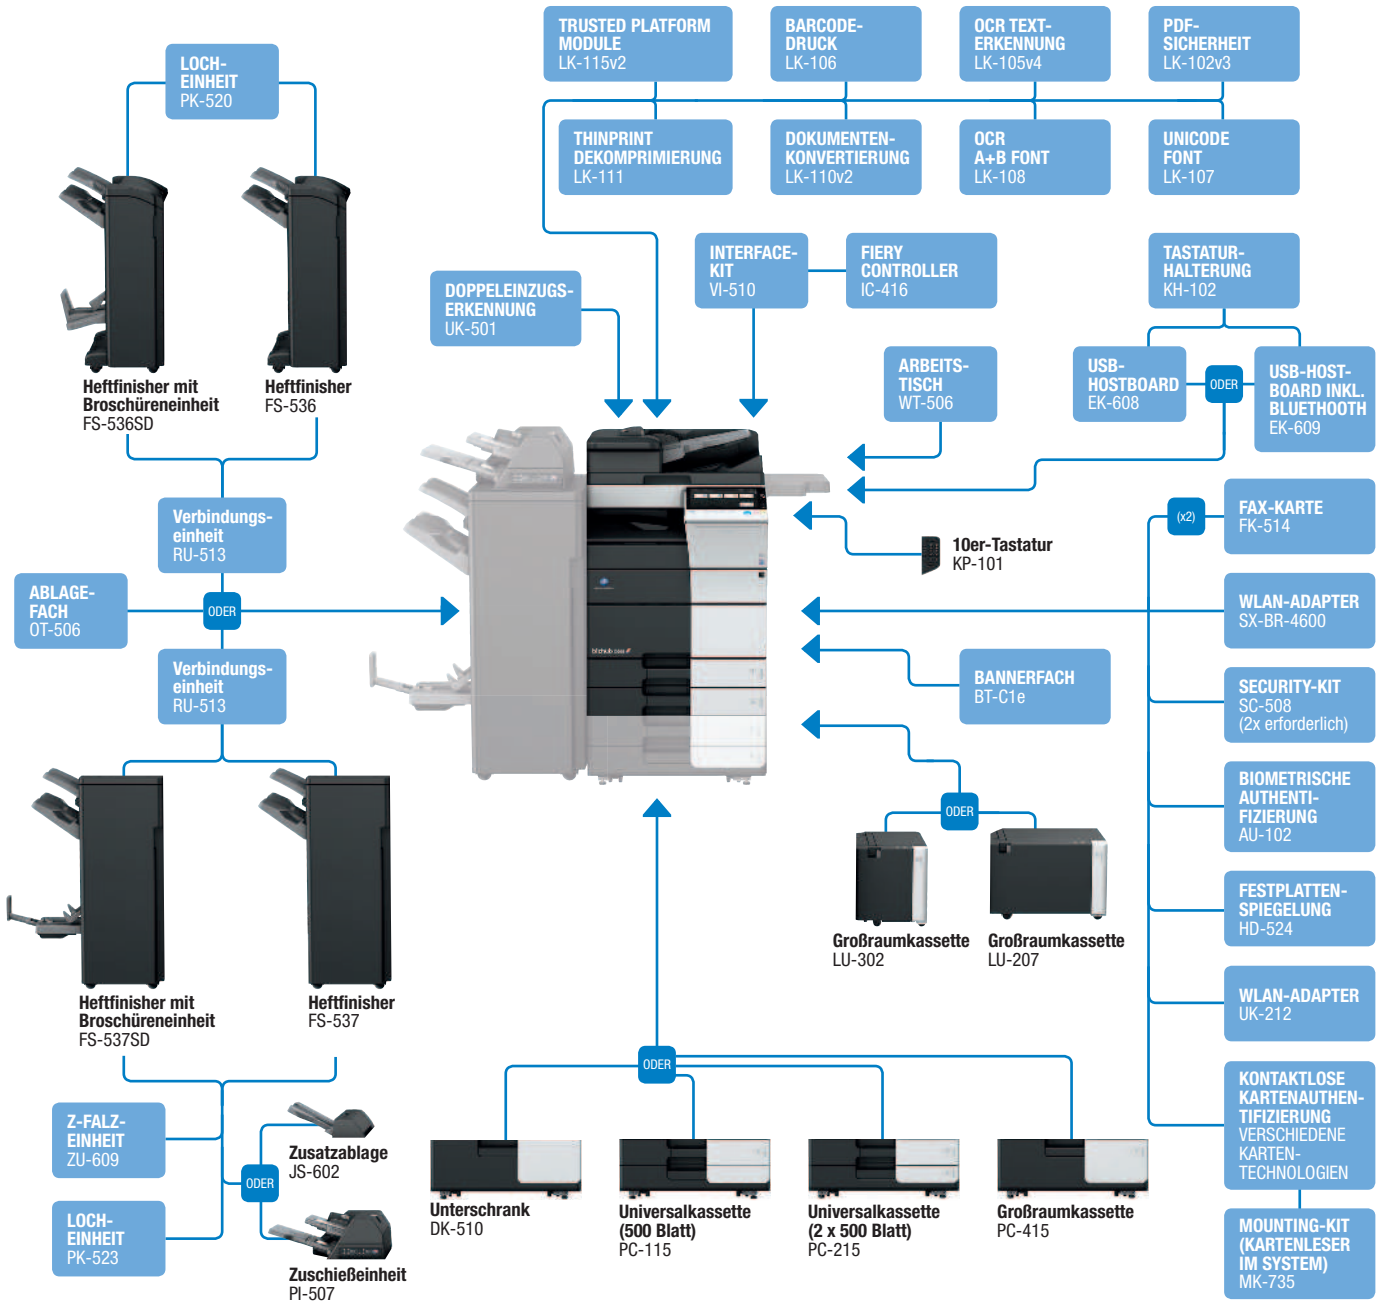 TRUSTED PLATFORM
MODULE
LK-115v2
BARCODE-
DRUCK
LK-106
OCR TEXT-
ERKENNUNG
LK-105v4
PDF-
SICHERHEIT
LK-102v3
LOCH-
EINHEIT
PK-520
THINPRINT
DEKOMPRIMIERUNG
LK-111
DOKUMENTEN-
KONVERTIERUNG
LK-110v2
OCR
A+B FONT
LK-108
UNICODE
FONT
LK-107
INTERFACE-
KIT
VI-510
FIERY
CONTROLLER
IC-416
TASTATUR-
HALTERUNG
KH-102
DOPPELEINZUGS-
ERKENNUNG
UK-501
ARBEITS-
TISCH
WT-506
USB-
HOSTBOARD
EK-608
ODER
USB-HOST-
BOARD INKL.
BLUETHOOTH
EK-609
Heftfinisher mit
Broschüreneinheit
FS-536SD
Heftfinisher
FS-536
Verbindungs-
einheit
RU-513
10er-Tastatur
KP-101
(x2)
FAX-KARTE
FK-514
ABLAGE-
FACH
OT-506
ODER
WLAN-ADAPTER
SX-BR-4600
Verbindungs-
einheit
RU-513
BANNERFACH
BT-C1e
SECURITY-KIT
SC-508
(2x erforderlich)
BIOMETRISCHE
AUTHENTI-
FIZIERUNG
AU-102
ODER
Großraumkassette
LU-302
Großraumkassette
LU-207
FESTPLATTEN-
SPIEGELUNG
HD-524
Heftfinisher mit
Broschüreneinheit
FS-537SD
Heftfinisher
FS-537
WLAN-ADAPTER
UK-212
ODER
KONTAKTLOSE
KARTENAUTHEN-
TIFIZIERUNG
VERSCHIEDENE
KARTEN-
TECHNOLOGIEN
Z-FALZ-
EINHEIT
ZU-609
Zusatzablage
JS-602
ODER
LOCH-
EINHEIT
PK-523
Zuschießeinheit
PI-507
Unterschrank
DK-510
Universalkassette
(500 Blatt)
PC-115
Universalkassette
(2 x 500 Blatt)
PC-215
Großraumkassette
PC-415
MOUNTING-KIT
(KARTENLESER
IM SYSTEM)
MK-735
bizhub